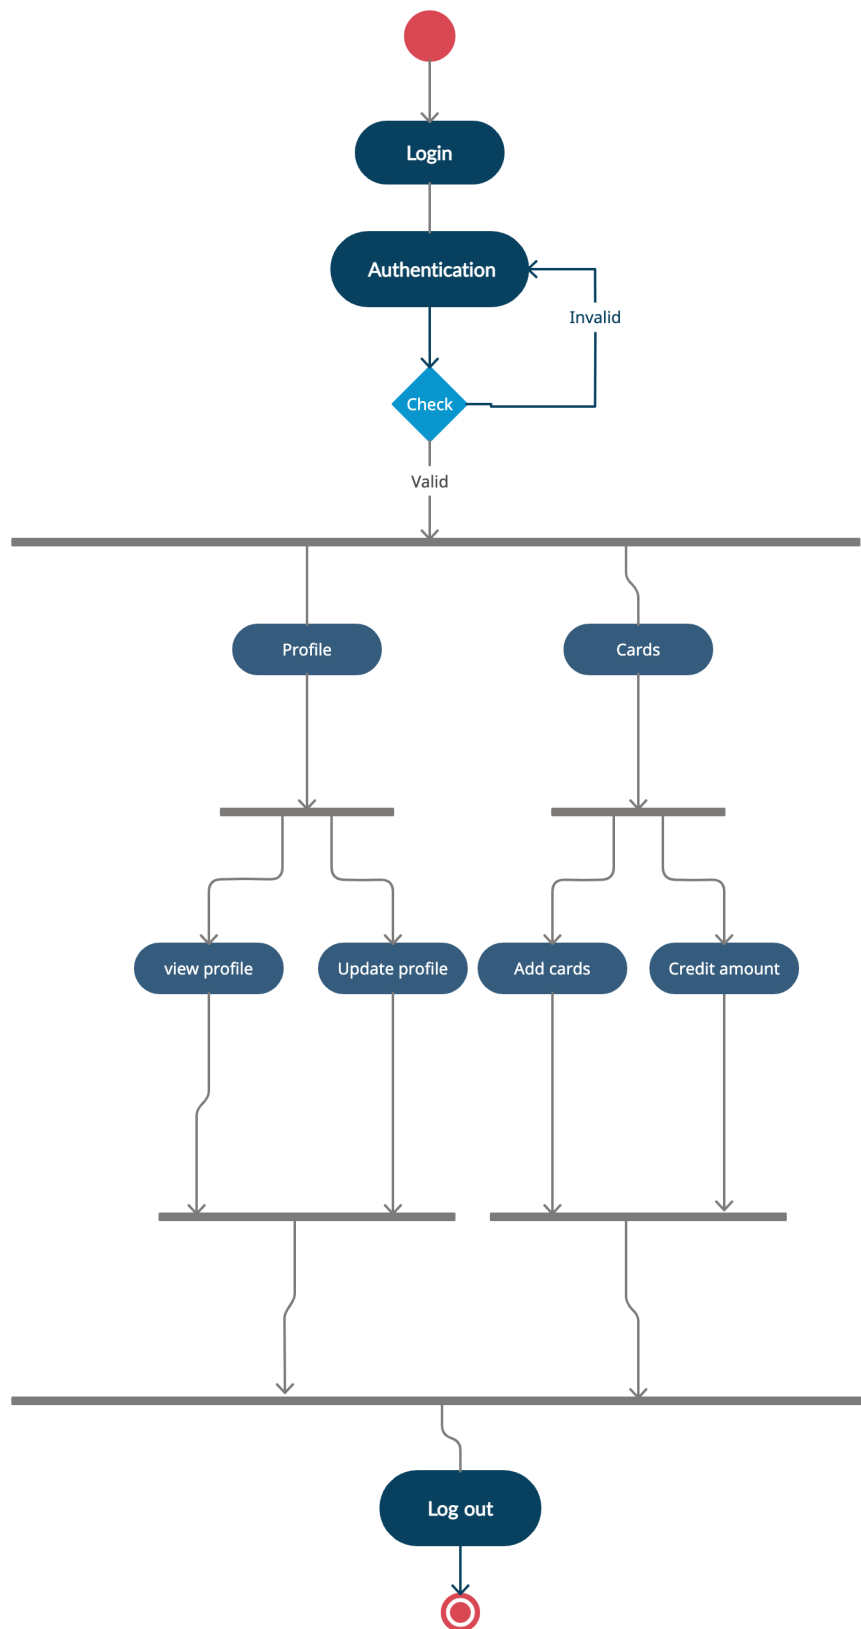 Login
Authentication
Invalid
Check
Valid
Profile
Cards
view profile
Update profile
Add cards
Credit amount
Log out